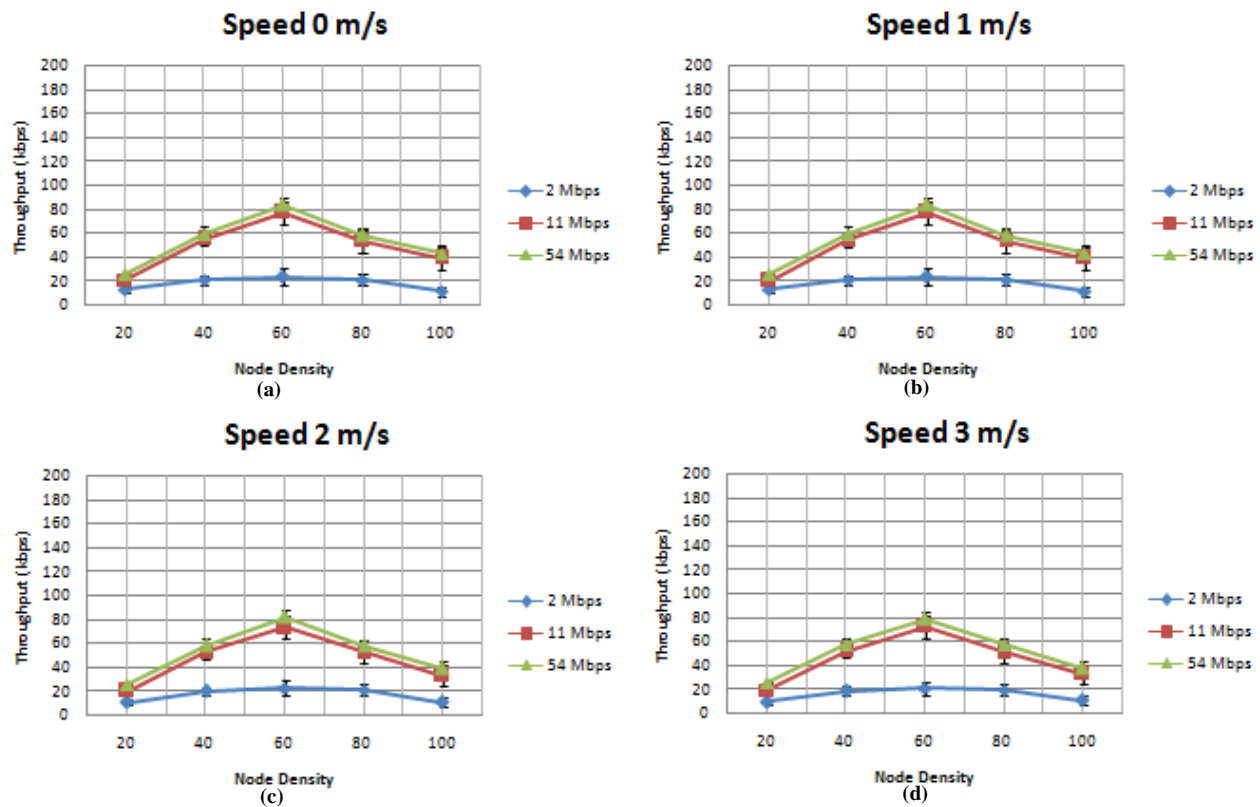 Speed 0 m/s
Throughput (kbps)
200
180
160
140
120
100
80
60
40
20
0
20 40 60 80 100
Node Density
2 Mbps
11 Mbps
54 Mbps
(a)
Speed 1 m/s
Throughput (kbps)
200
180
160
140
120
100
80
60
40
20
0
20 40 60 80 100
Node Density
2 Mbps
11 Mbps
54 Mbps
(b)
Speed 2 m/s
Throughput (kbps)
200
180
160
140
120
100
80
60
40
20
0
20 40 60 80 100
Node Density
2 Mbps
11 Mbps
54 Mbps
(c)
Speed 3 m/s
Throughput (kbps)
200
180
160
140
120
100
80
60
40
20
0
20 40 60 80 100
Node Density
2 Mbps
11 Mbps
54 Mbps
(d)